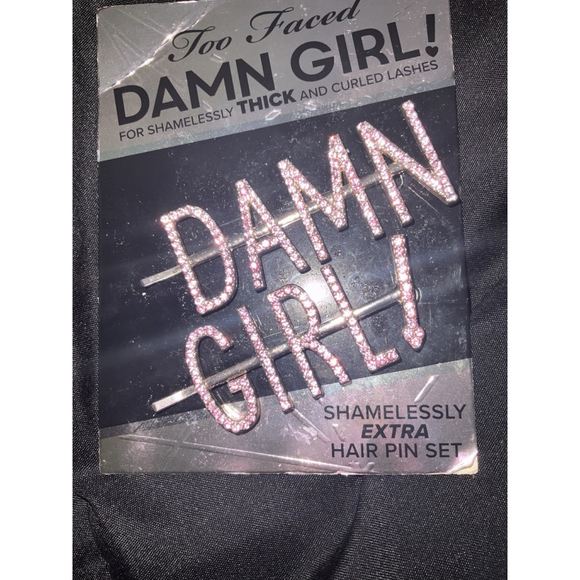 Too Faced
DAMN GIRL!
FOR SHAMELESSLY THICK AND CURLED LASHES
DAMN
GIRL!
SHAMELESSLY
EXTRA
HAIR PIN SET